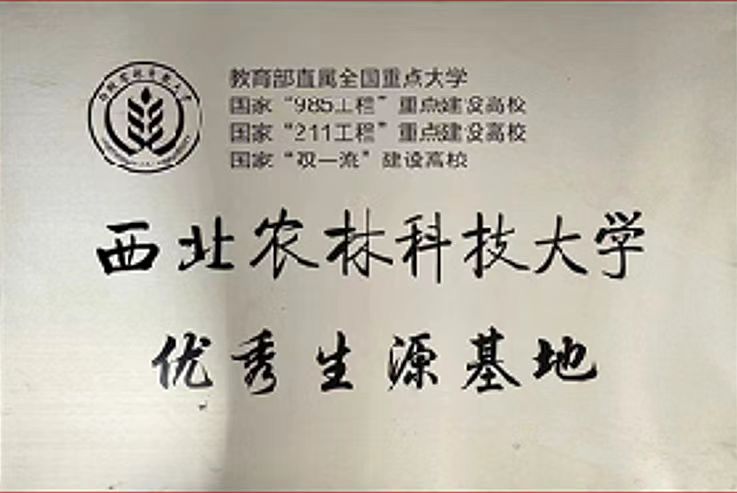 教育部直属全国重点大学
国家“985工程”重点建设高校
国家“211工程”重点建设高校
国家“双一流”建设高校
西北农林科技大学
优秀生源基地